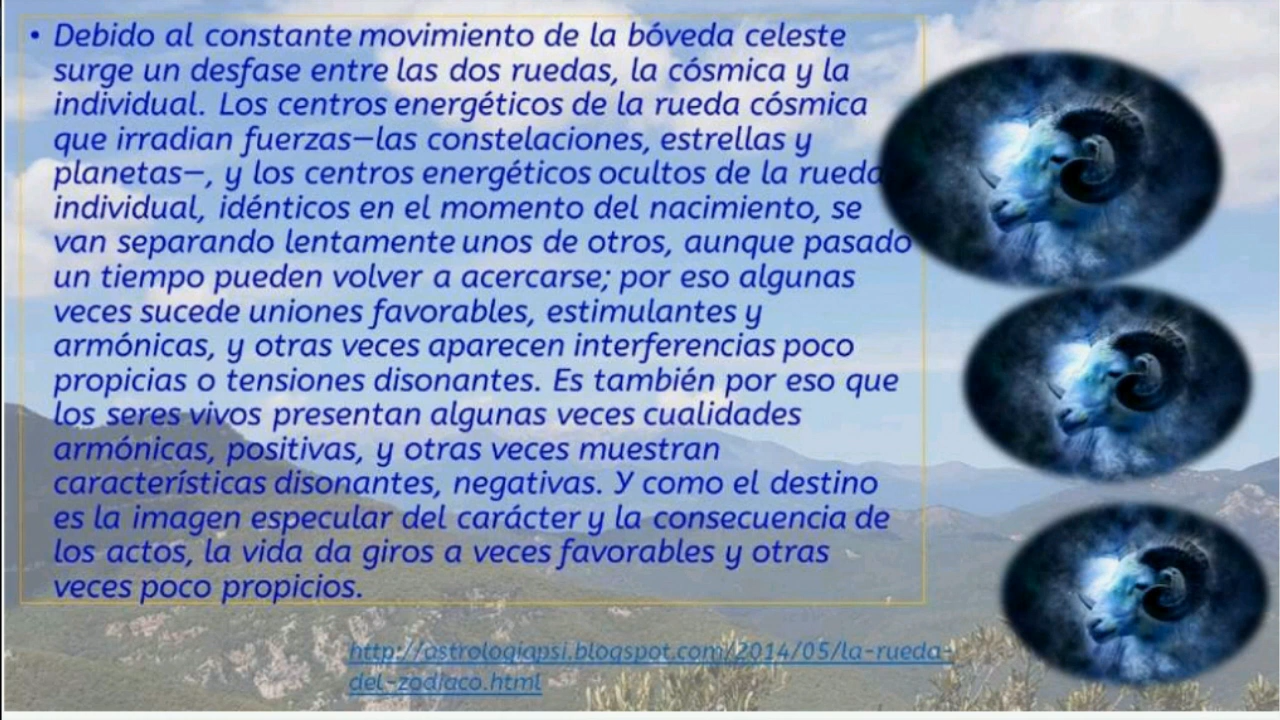 • Debido al constante movimiento de la bóveda celeste
surge un desfase entre las dos ruedas, la cósmica y la
individual. Los centros energéticos de la rueda cósmica
que irradian fuerzas—las constelaciones, estrellas y
planetas—, y los centros energéticos ocultos de la rueda
individual, idénticos en el momento del nacimiento, se
van separando lentamente unos de otros, aunque pasado
un tiempo pueden volver a acercarse; por eso algunas
veces sucede uniones favorables, estimulantes y
armónicas, y otras veces aparecen interferencias poco
propicias o tensiones disonantes. Es también por eso que
los seres vivos presentan algunas veces cualidades
armónicas, positivas, y otras veces muestran
características disonantes, negativas. Y como el destino
es la imagen especular del carácter y la consecuencia de
los actos, la vida da giros a veces favorables y otras
veces poco propicios.
http://astrologiapsi.blogspot.com/2014/05/la-rueda-
del-zodiaco.html